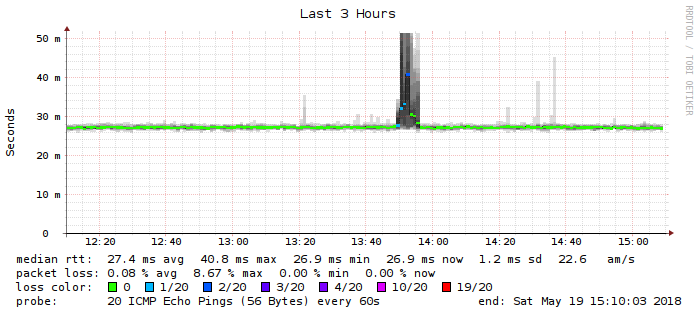 Last 3 Hours
RRDTOOL / TOBI OETIKER
Seconds
50 m
40 m
30 m
20 m
10 m
0
12:20 12:40 13:00 13:20 13:40 14:00 14:20 14:40 15:00
median rtt: 27.4 ms avg 40.8 ms max 26.9 ms min 26.9 ms now 1.2 ms sd 22.6 am/s
packet loss: 0.08 % avg 8.67 % max 0.00 % min 0.00 % now
loss color: 0 1/20 2/20 3/20 4/20 10/20 19/20
probe: 20 ICMP Echo Pings (56 Bytes) every 60s end: Sat May 19 15:10:03 2018